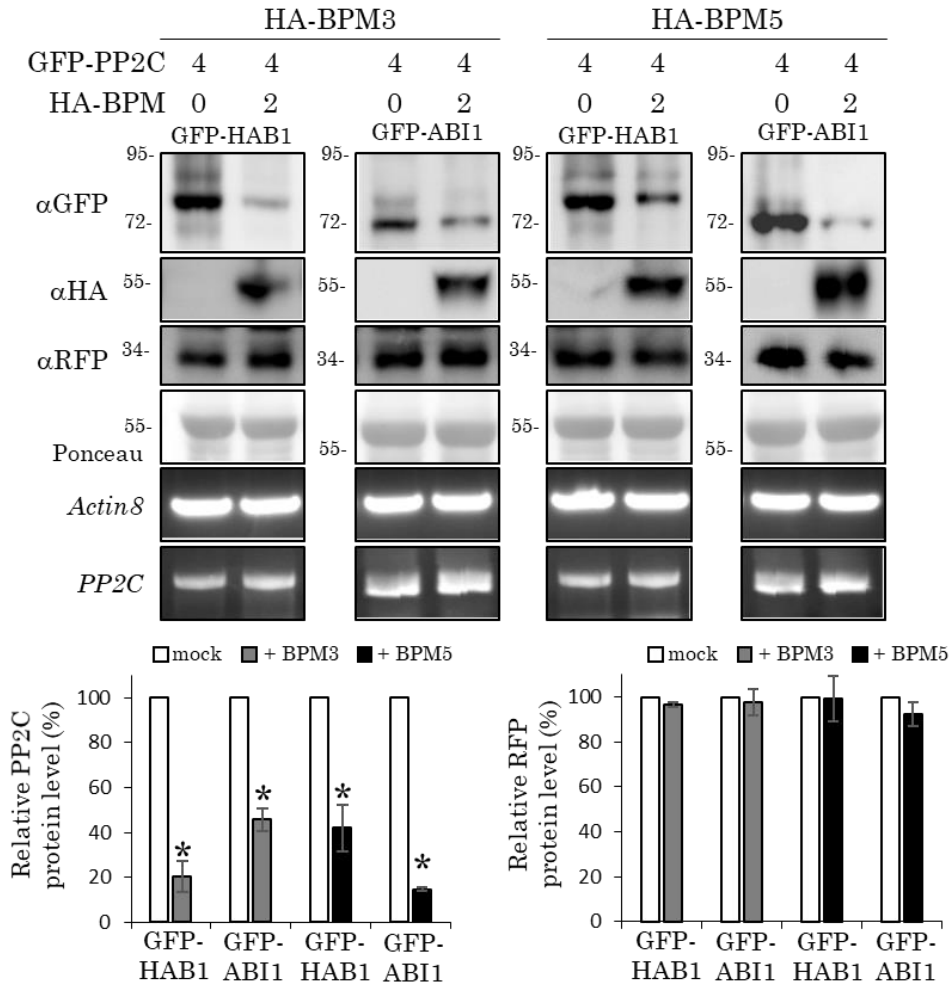 HA-BPM3 HA-BPM5
GFP-PP2C 4 4 4 4 4 4 4 4
HA-BPM 0 2 0 2 0 2 0 2
GFP-HAB1 GFP-ABI1 GFP-HAB1 GFP-ABI1
95- 95- 95- 95-
αGFP
72- 72- 72- 72-
αHA 55- 55- 55- 55-
αRFP 34- 34- 34- 34-
55- 55- 55- 55-
Ponceau
Actin8
PP2C
mock + BPM3 + BPM5
Relative PP2C
protein level (%)
100
80
60
40
20
0
* * * *
GFP-HAB1 GFP-ABI1 GFP-HAB1 GFP-ABI1
mock + BPM3 + BPM5
Relative RFP
protein level (%)
100
80
60
40
20
0
GFP-HAB1 GFP-ABI1 GFP-HAB1 GFP-ABI1